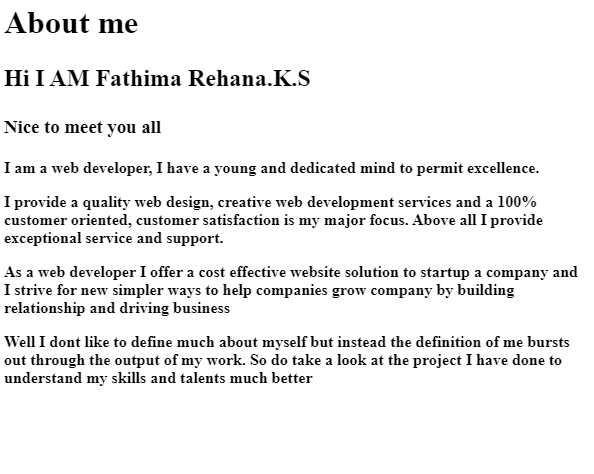 About me
Hi I AM Fathima Rehana.K.S
Nice to meet you all
I am a web developer, I have a young and dedicated mind to permit excellence.
I provide a quality web design, creative web development services and a 100%
customer oriented, customer satisfaction is my major focus. Above all I provide
exceptional service and support.
As a web developer I offer a cost effective website solution to startup a company and
I strive for new simpler ways to help companies grow company by building
relationship and driving business
Well I dont like to define much about myself but instead the definition of me bursts
out through the output of my work. So do take a look at the project I have done to
understand my skills and talents much better